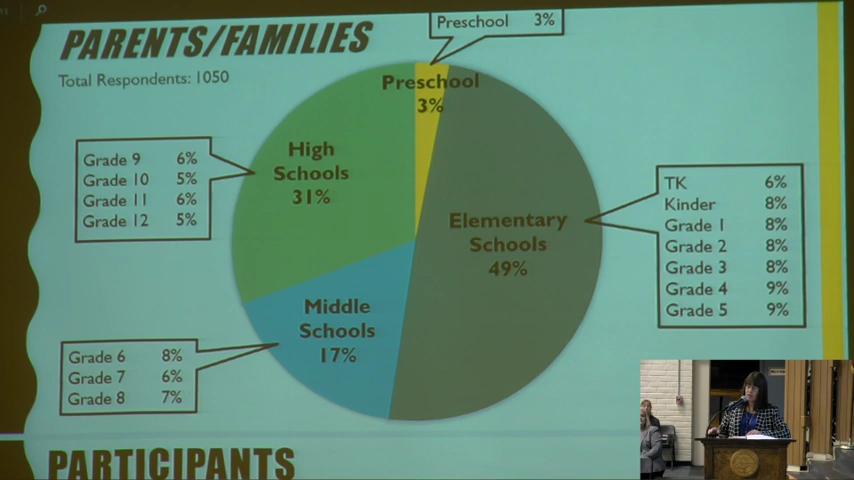 PARENTS/FAMILIES
Total Respondents: 1050
Preschool 3%
Preschool
3%
High
Schools
31%
Grade 9 6%
Grade 10 5%
Grade 11 6%
Grade 12 5%
Elementary
Schools
49%
TK 6%
Kinder 8%
Grade 1 8%
Grade 2 8%
Grade 3 8%
Grade 4 9%
Grade 5 9%
Middle
Schools
17%
Grade 6 8%
Grade 7 6%
Grade 8 7%
PARTICIPANTS